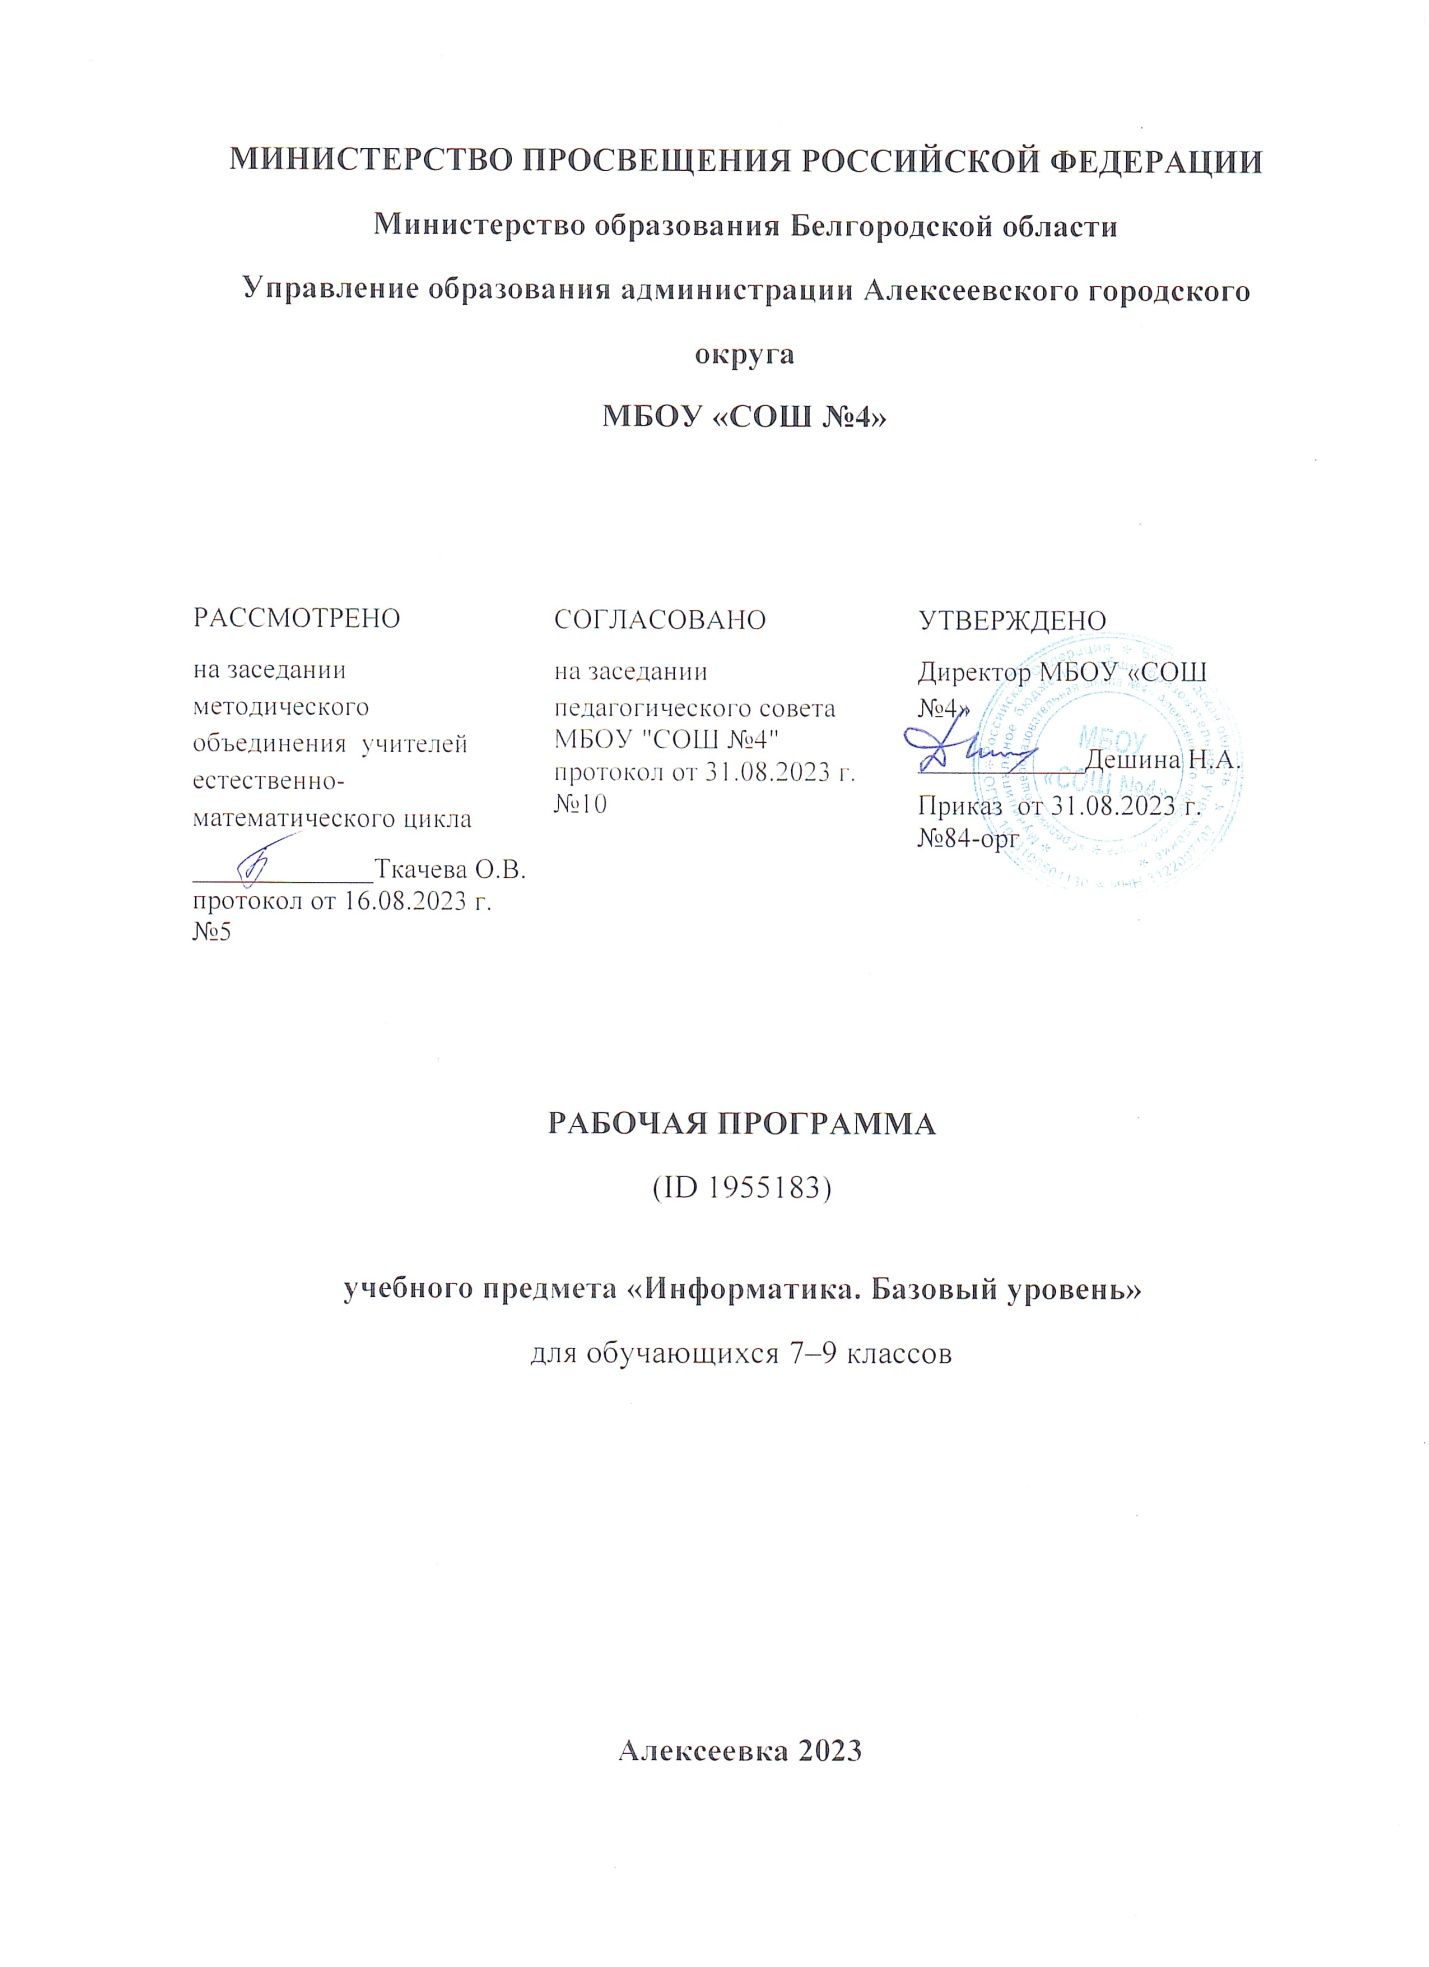 МИНИСТЕРСТВО ПРОСВЕЩЕНИЯ РОССИЙСКОЙ ФЕДЕРАЦИИ
Министерство образования Белгородской области
Управление образования администрации Алексеевского городского
округа
МБОУ «СОШ №4»
РАССМОТРЕНО
на заседании
методического
объединения учителей
естественно-
математического цикла
______________Ткачева О.В.
протокол от 16.08.2023 г.
№5
СОГЛАСОВАНО
на заседании
педагогического совета
МБОУ "СОШ №4"
протокол от 31.08.2023 г.
№10
УТВЕРЖДЕНО
Директор МБОУ «СОШ
№4»
_____________Дешина Н.А.
Приказ от 31.08.2023 г.
№84-орг
МБОУ
«СОШ №4»
РАБОЧАЯ ПРОГРАММА
(ID 1955183)
учебного предмета «Информатика. Базовый уровень»
для обучающихся 7–9 классов
Алексеевка 2023